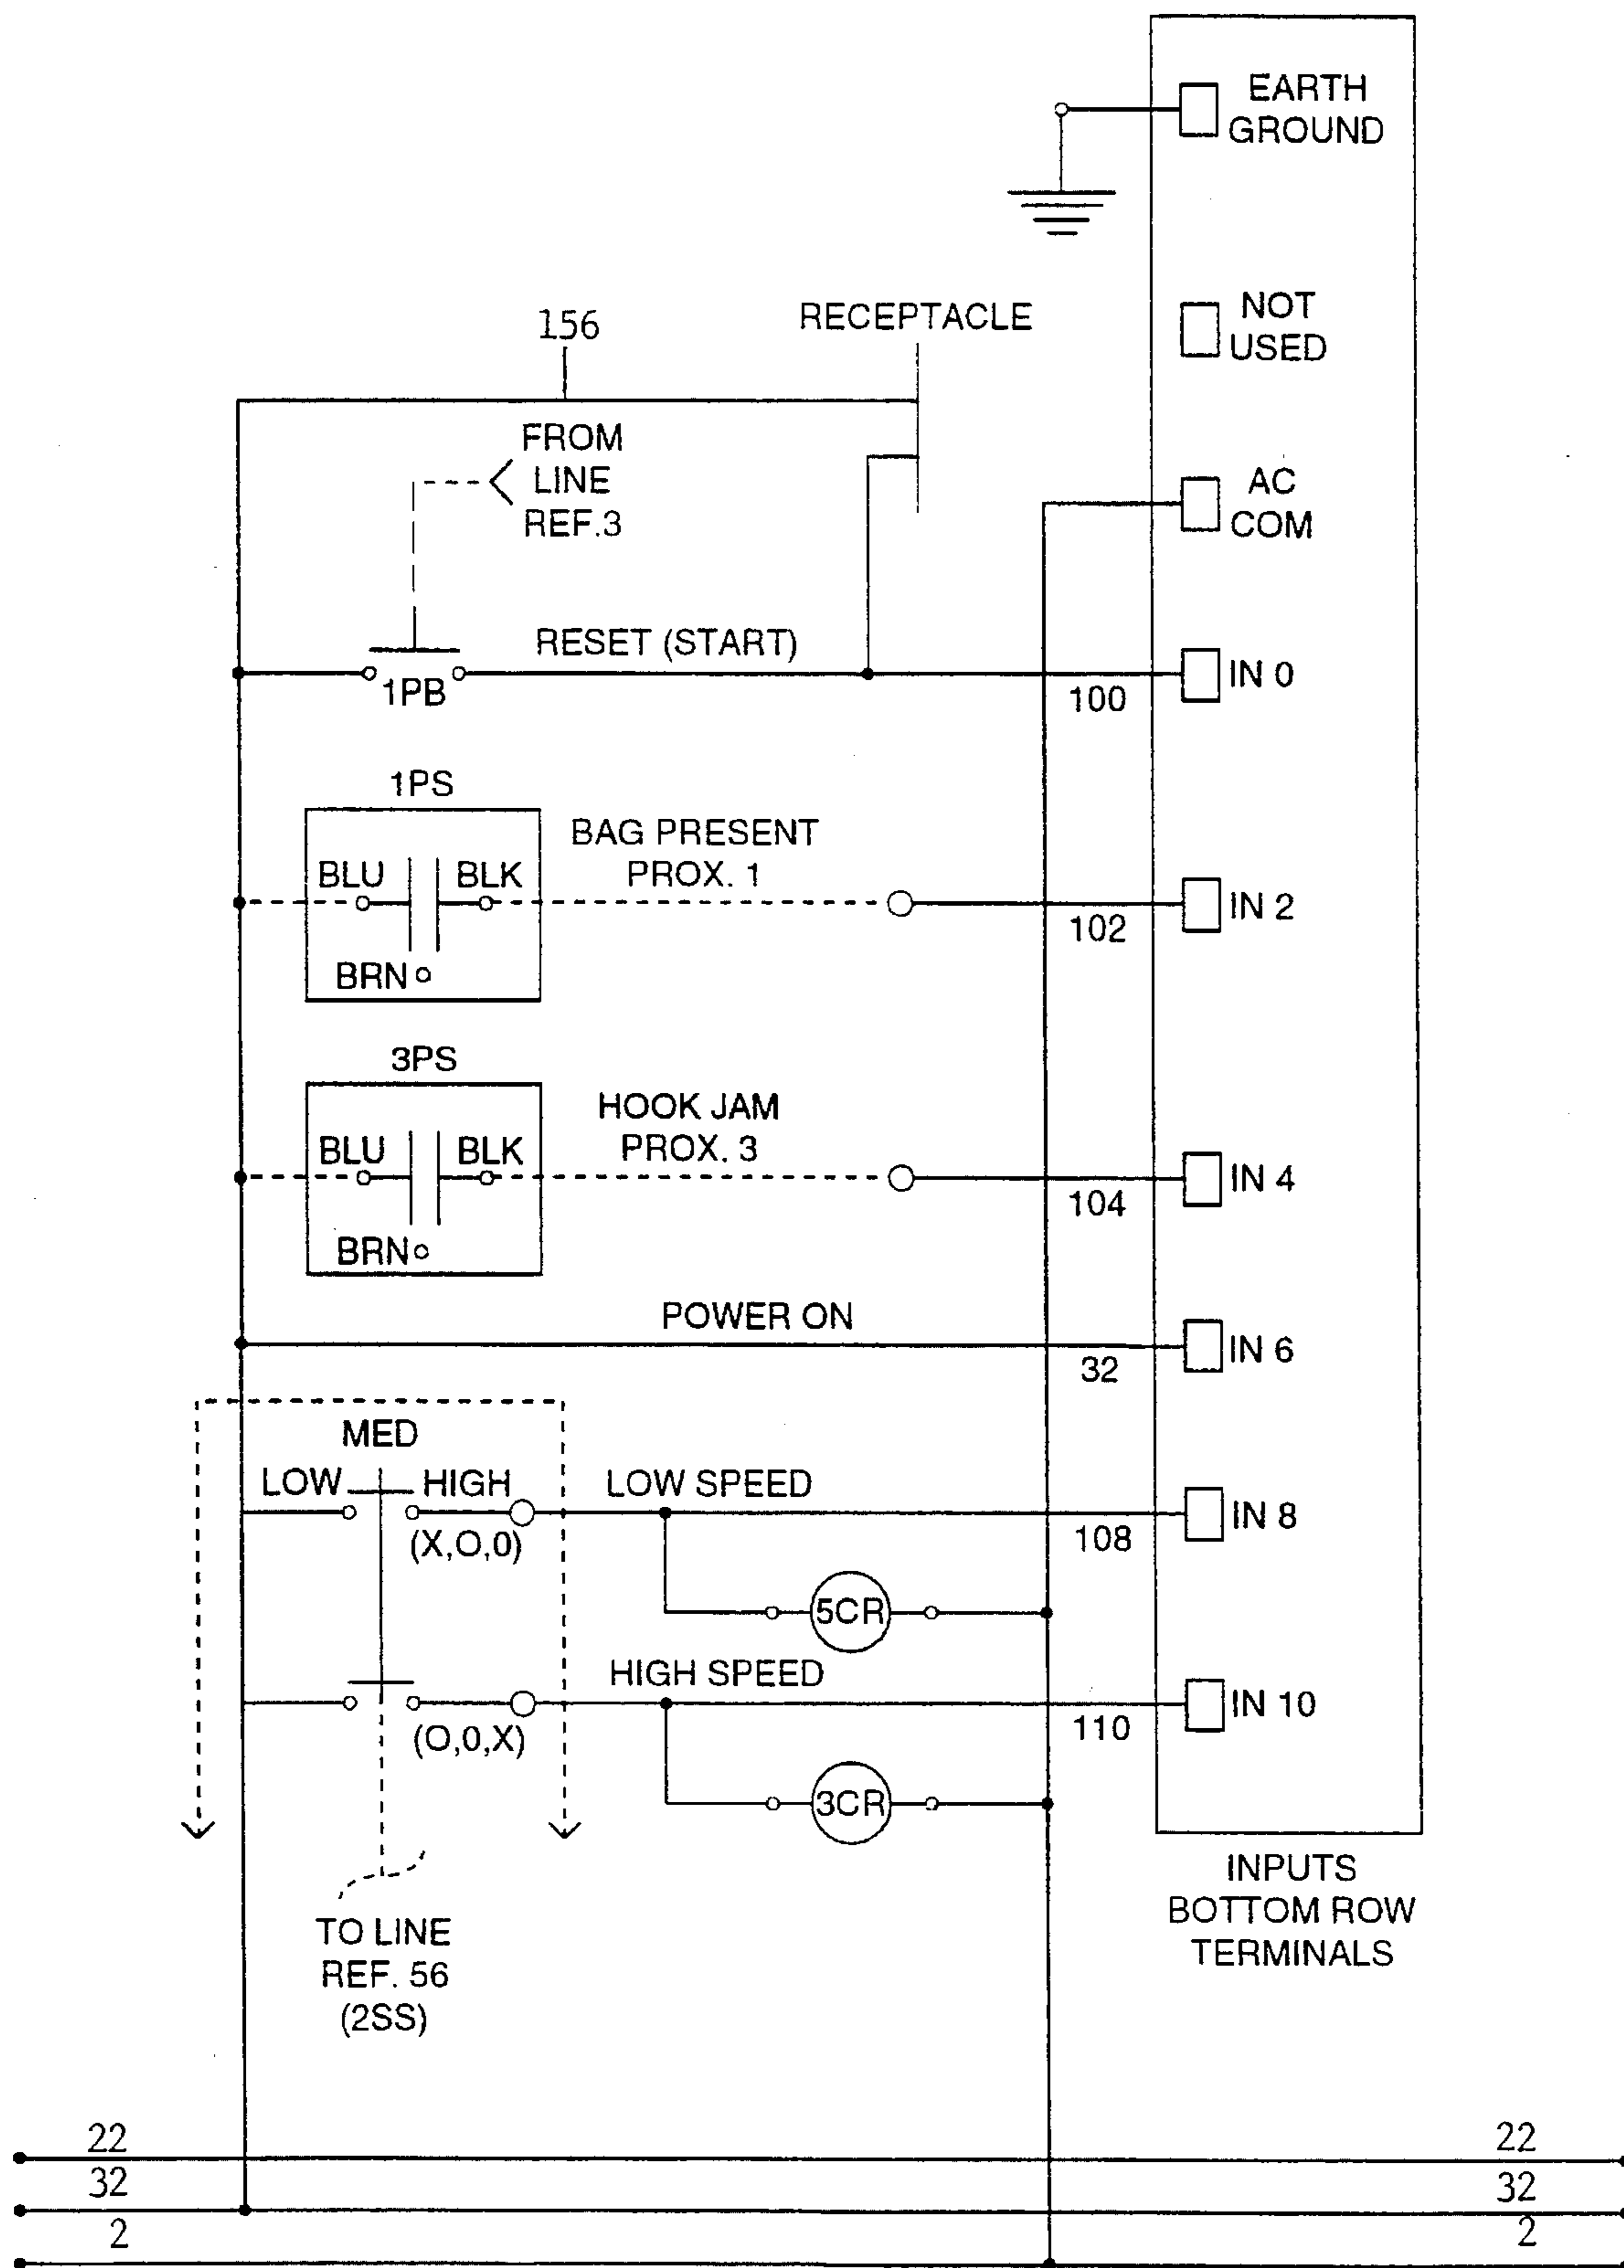 EARTH
GROUND
NOT
USED
RECEPTACLE
156
FROM
LINE
REF.3
AC
COM
RESET (START)
1PB
100
IN 0
1PS
BAG PRESENT
PROX. 1
BLU
BLK
BRN
102
IN 2
3PS
HOOK JAM
PROX. 3
BLU
BLK
BRN
104
IN 4
POWER ON
32
IN 6
MED
LOW
HIGH
LOW SPEED
(X,O,0)
108
IN 8
5CR
HIGH SPEED
(O,0,X)
110
IN 10
3CR
INPUTS
BOTTOM ROW
TERMINALS
TO LINE
REF. 56
(2SS)
22
22
32
32
2
2